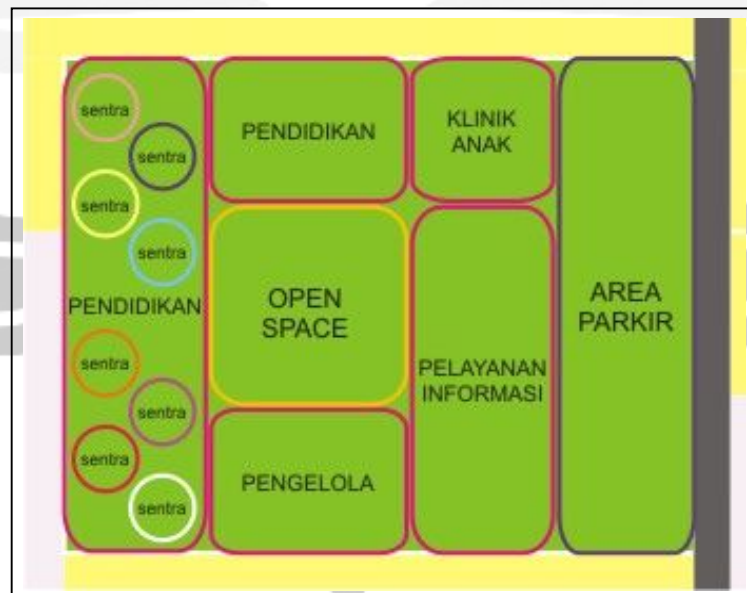 sentra
sentra
sentra
sentra
PENDIDIKAN
sentra
sentra
sentra
sentra
PENDIDIKAN
OPEN
SPACE
PENGELOLA
KLINIK
ANAK
PELAYANAN
INFORMASI
AREA
PARKIR